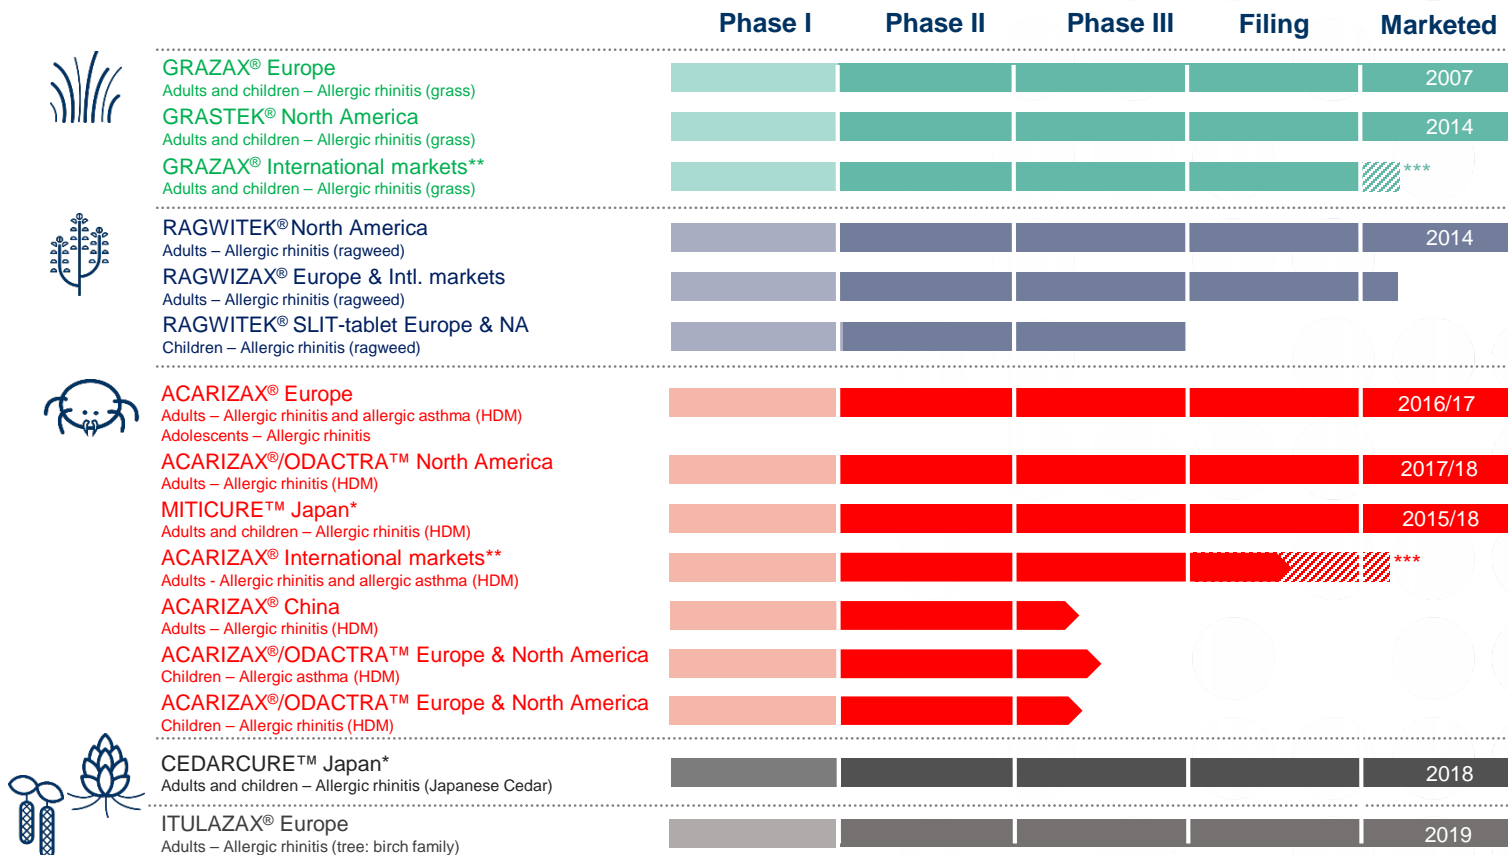 Phase I Phase II Phase III Filing Marketed
GRAZAX® Europe
Adults and children – Allergic rhinitis (grass)
2007
GRASTEK® North America
Adults and children – Allergic rhinitis (grass)
2014
GRAZAX® International markets**
Adults and children – Allergic rhinitis (grass)
***
RAGWITEK® North America
Adults – Allergic rhinitis (ragweed)
2014
RAGWIZAX® Europe & Intl. markets
Adults – Allergic rhinitis (ragweed)
RAGWITEK® SLIT-tablet Europe & NA
Children – Allergic rhinitis (ragweed)
ACARIZAX® Europe
Adults – Allergic rhinitis and allergic asthma (HDM)
Adolescents – Allergic rhinitis
2016/17
ACARIZAX®/ODACTRA™ North America
Adults – Allergic rhinitis (HDM)
2017/18
MITICURE™ Japan*
Adults and children – Allergic rhinitis (HDM)
2015/18
ACARIZAX® International markets**
Adults - Allergic rhinitis and allergic asthma (HDM)
***
ACARIZAX® China
Adults – Allergic rhinitis (HDM)
ACARIZAX®/ODACTRA™ Europe & North America
Children – Allergic asthma (HDM)
ACARIZAX®/ODACTRA™ Europe & North America
Children – Allergic rhinitis (HDM)
CEDARCURE™ Japan*
Adults and children – Allergic rhinitis (Japanese Cedar)
2018
ITULAZAX® Europe
Adults – Allergic rhinitis (tree: birch family)
2019